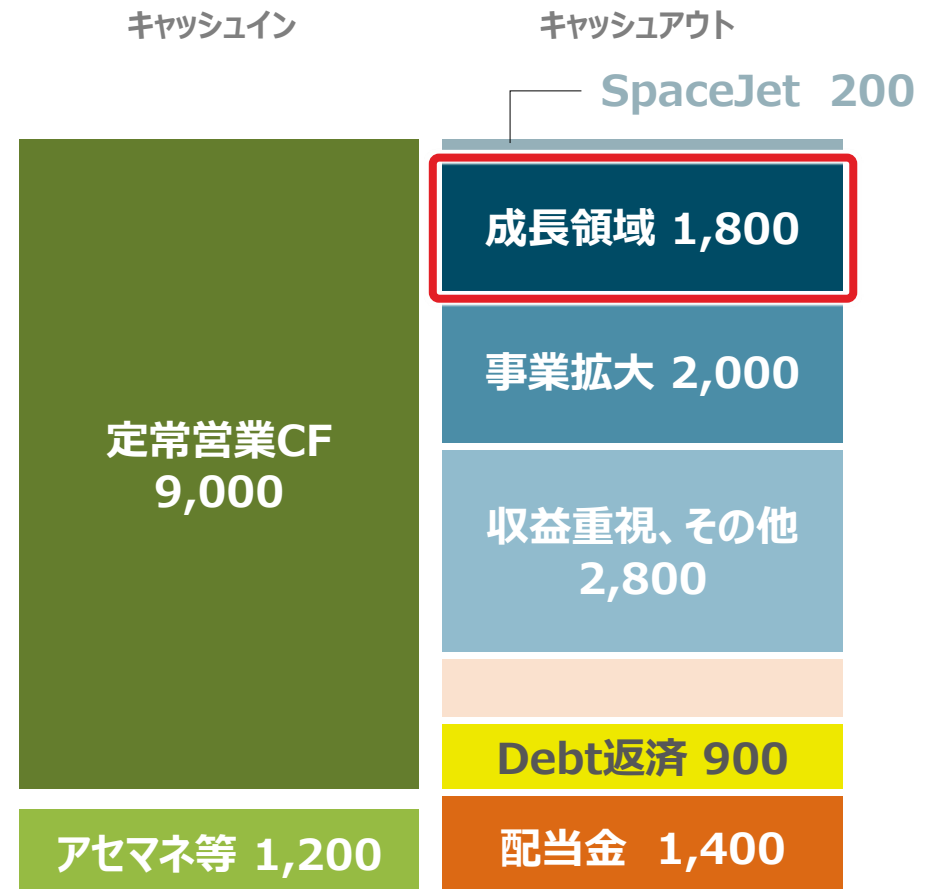 キャッシュイン
キャッシュアウト
SpaceJet 200
成長領域 1,800
事業拡大 2,000
定常営業CF
9,000
収益重視、その他
2,800
Debt返済 900
アセマネ等 1,200
配当金 1,400